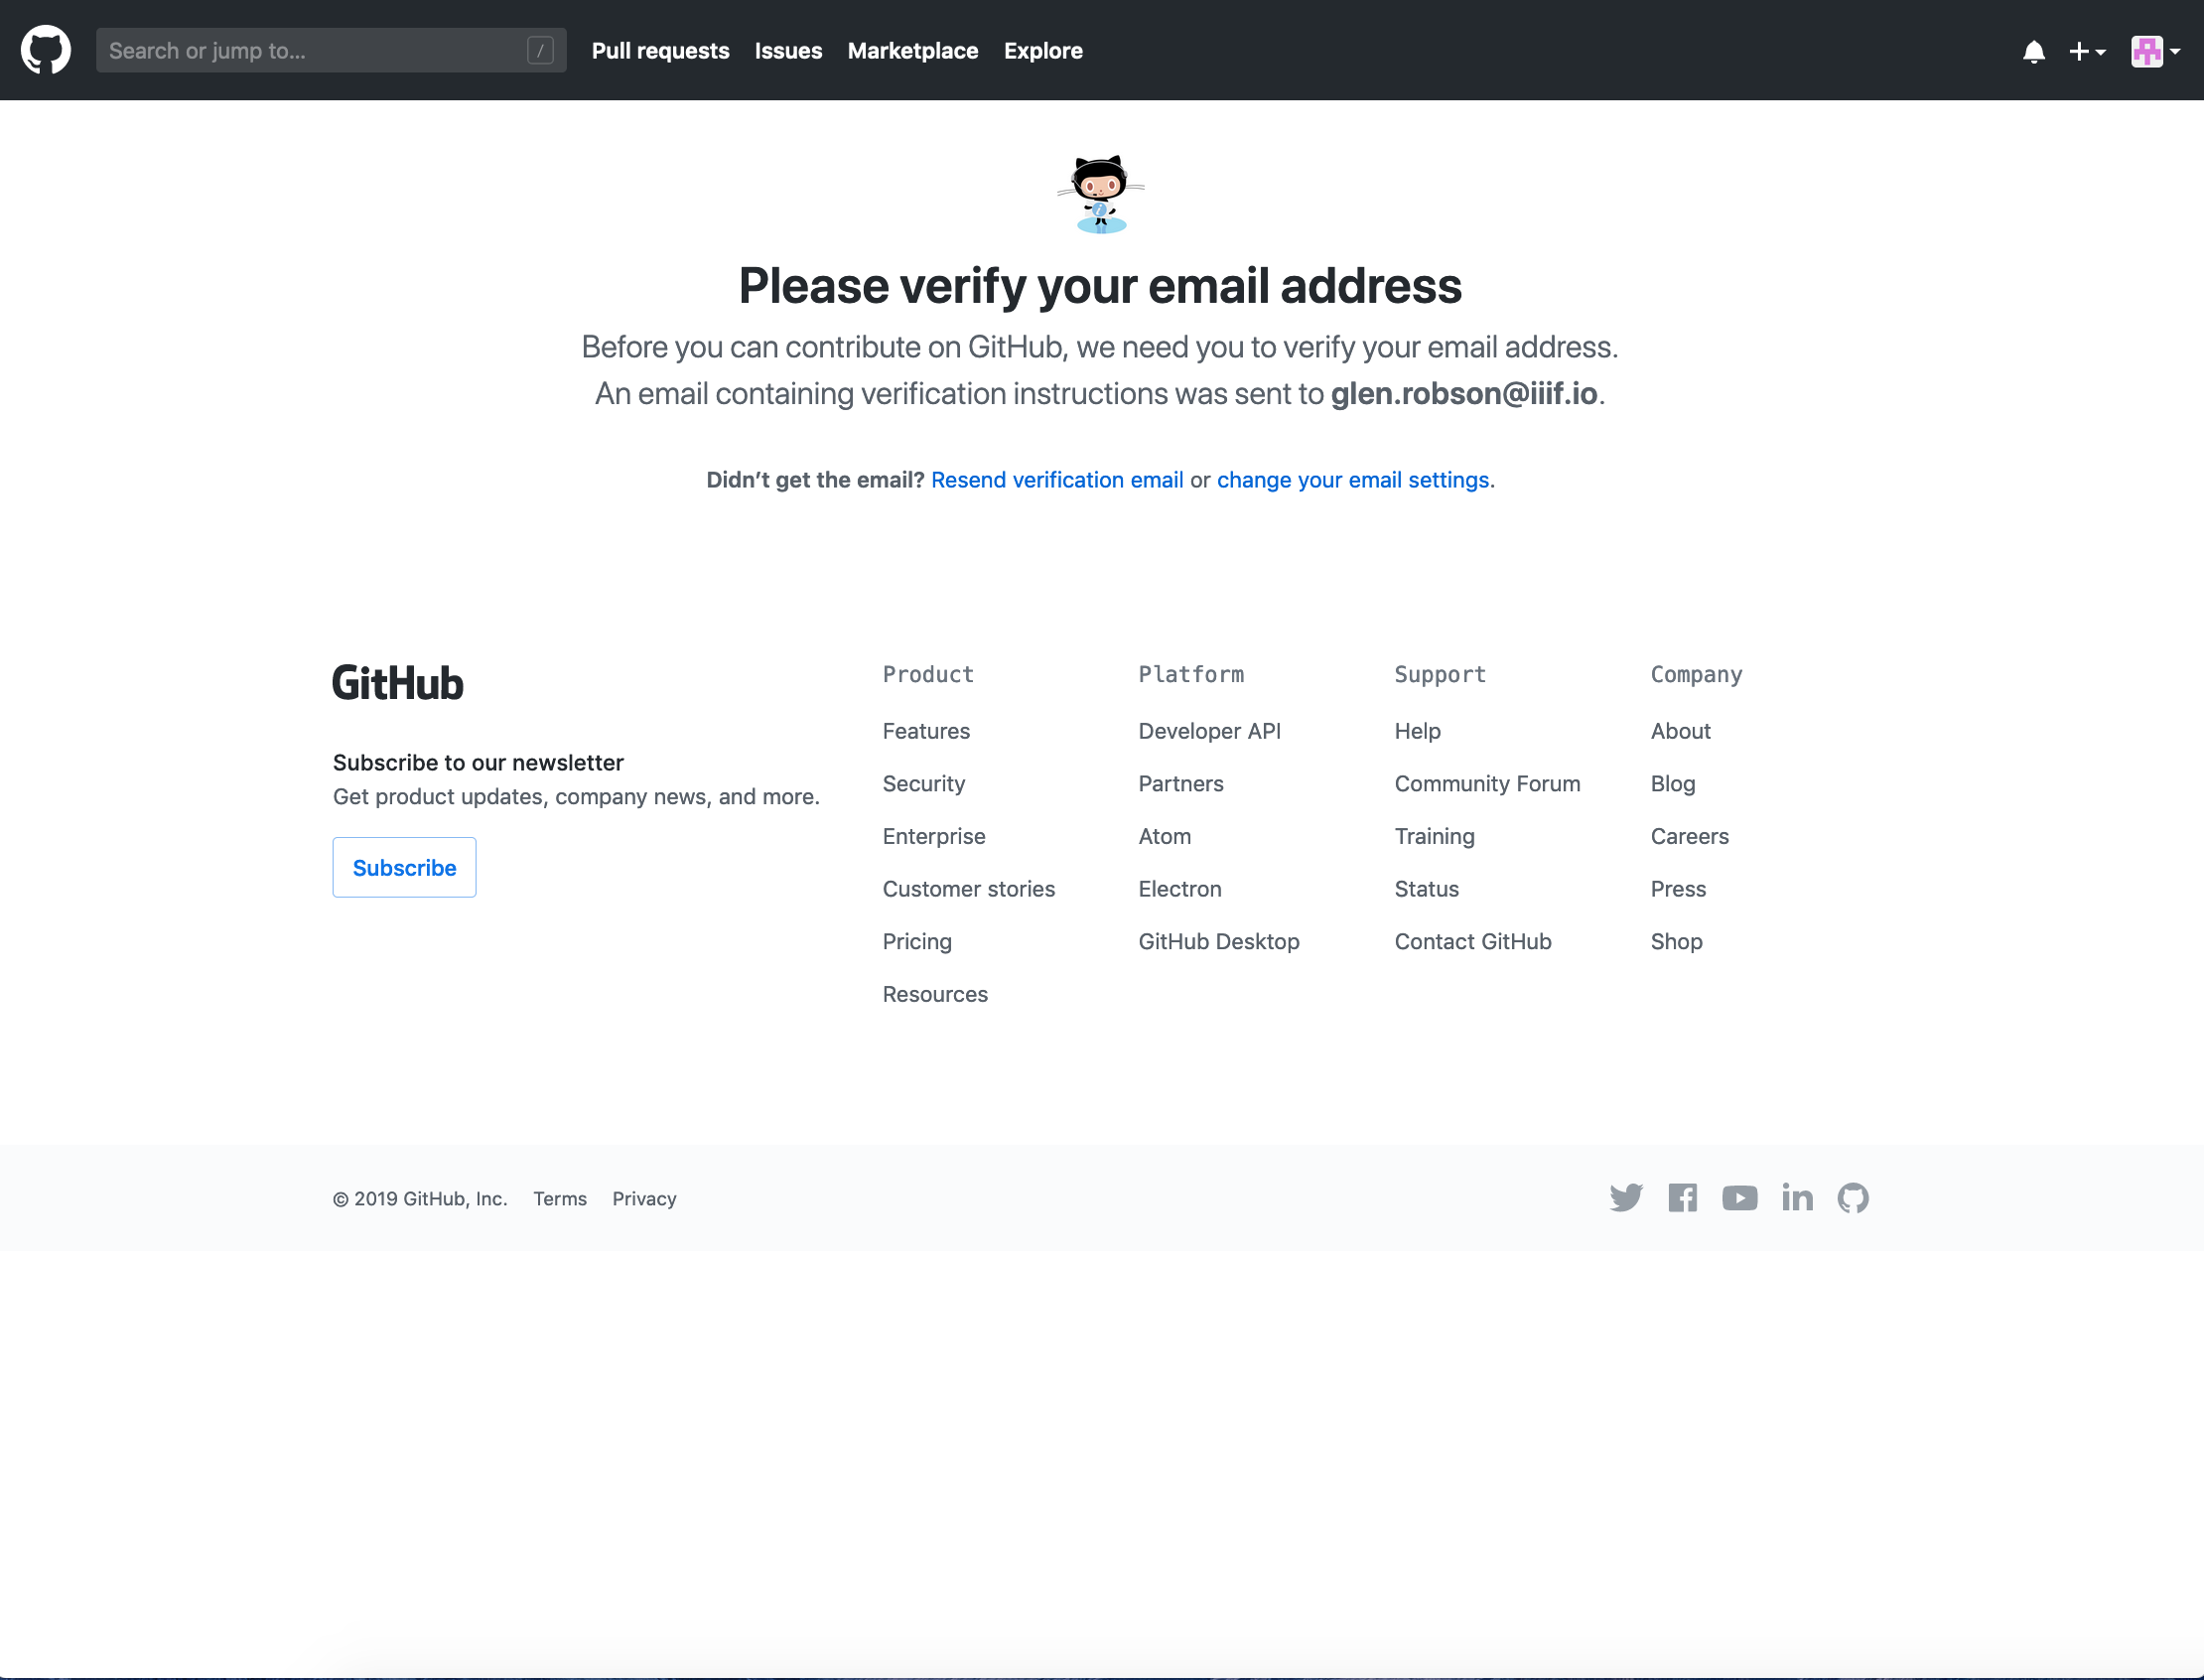 Search or jump to... /
Pull requests Issues Marketplace Explore
Please verify your email address
Before you can contribute on GitHub, we need you to verify your email address.
An email containing verification instructions was sent to glen.robson@iiif.io.
Didn’t get the email? Resend verification email or change your email settings.
GitHub
Subscribe to our newsletter
Get product updates, company news, and more.
Subscribe
Product
Features
Security
Enterprise
Customer stories
Pricing
Resources
Platform
Developer API
Partners
Atom
Electron
GitHub Desktop
Support
Help
Community Forum
Training
Status
Contact GitHub
Company
About
Blog
Careers
Press
Shop
© 2019 GitHub, Inc. Terms Privacy